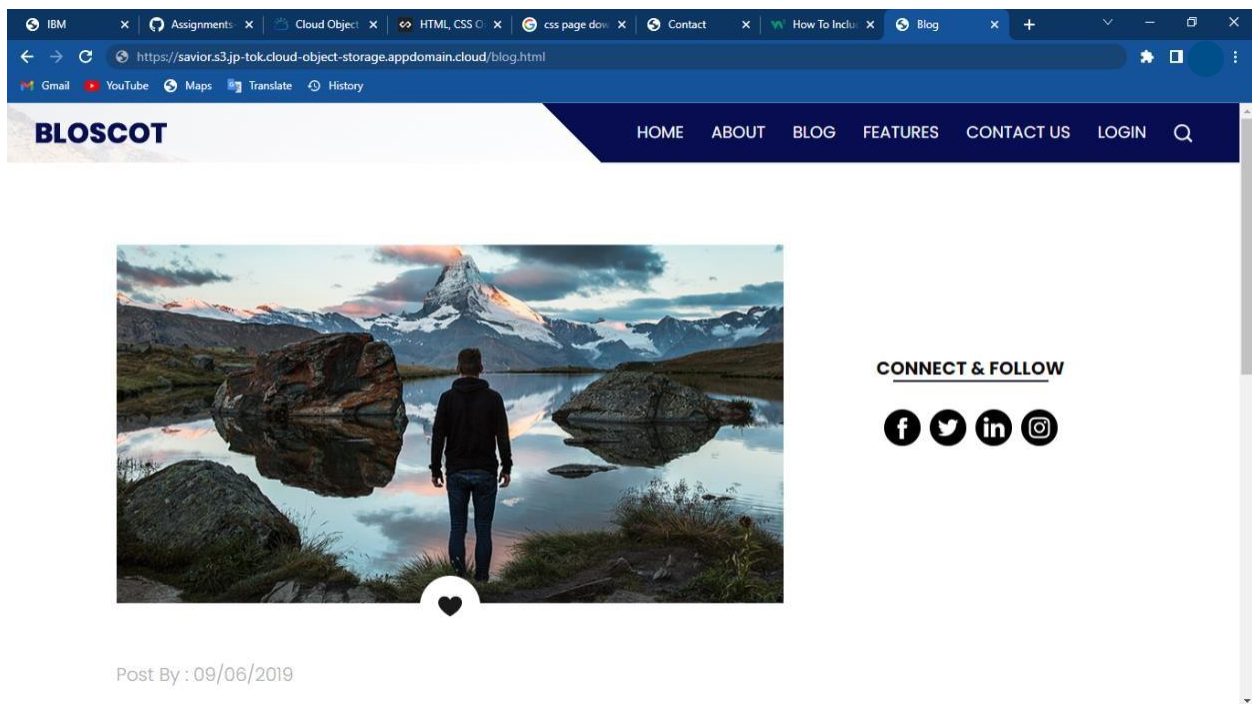 IBM Assignments- Cloud Object HTML, CSS O css page dow Contact How To Inclu Blog
https://savior.s3.jp-tok.cloud-object-storage.appdomain.cloud/blog.html
Gmail YouTube Maps Translate History
BLOSCOT HOME ABOUT BLOG FEATURES CONTACT US LOGIN
CONNECT & FOLLOW
Post By : 09/06/2019